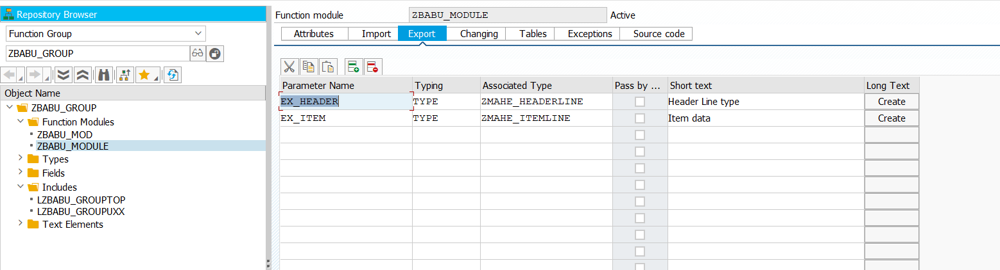 Repository Browser
Function Group
ZBABU_GROUP
Object Name
ZBABU_GROUP
Function Modules
ZBABU_MOD
ZBABU_MODULE
Types
Fields
Includes
LZBABU_GROUPTOP
LZBABU_GROUPUXX
Text Elements
Function module ZBABU_MODULE Active
Attributes Import Export Changing Tables Exceptions Source code
Parameter Name Typing Associated Type Pass by ... Short text Long Text
EX_HEADER TYPE ZMAHE_HEADERLINE Header Line type Create
EX_ITEM TYPE ZMAHE_ITEMLINE Item data Create